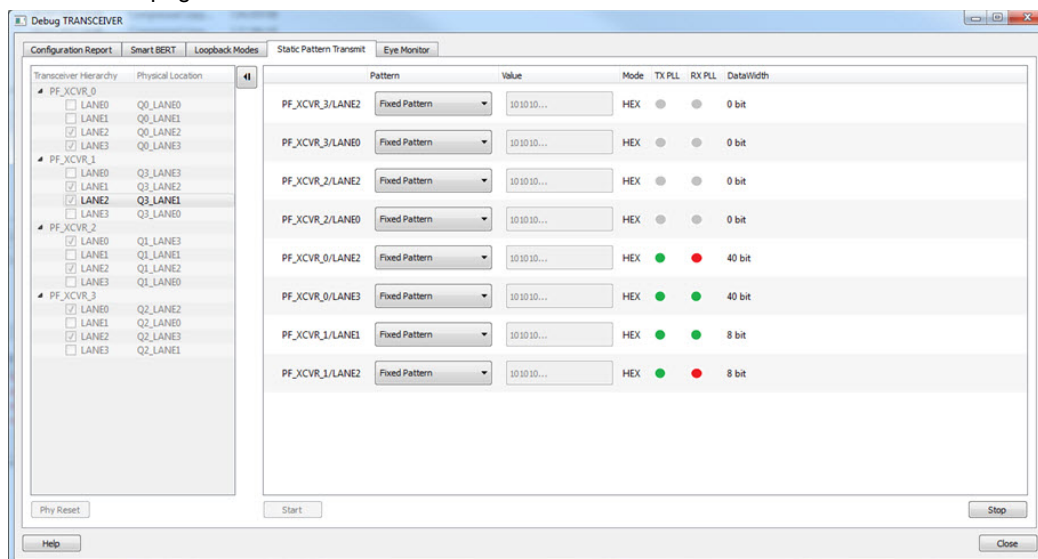 Debug TRANSCEIVER
Configuration Report Smart BERT Loopback Modes Static Pattern Transmit Eye Monitor
Transceiver Hierarchy Physical Location
PF_XCVR_0
LANE0 Q0_LANE0
LANE1 Q0_LANE1
LANE2 Q0_LANE2
LANE3 Q0_LANE3
PF_XCVR_1
LANE0 Q3_LANE3
LANE1 Q3_LANE2
LANE2 Q3_LANE1
LANE3 Q3_LANE0
PF_XCVR_2
LANE0 Q1_LANE3
LANE1 Q1_LANE1
LANE2 Q1_LANE2
LANE3 Q1_LANE0
PF_XCVR_3
LANE0 Q2_LANE2
LANE1 Q2_LANE0
LANE2 Q2_LANE3
LANE3 Q2_LANE1
Pattern Value Mode TX PLL RX PLL DataWidth
PF_XCVR_3/LANE2 Fixed Pattern 101010... HEX 0 bit
PF_XCVR_3/LANE0 Fixed Pattern 101010... HEX 0 bit
PF_XCVR_2/LANE2 Fixed Pattern 101010... HEX 0 bit
PF_XCVR_2/LANE0 Fixed Pattern 101010... HEX 0 bit
PF_XCVR_0/LANE2 Fixed Pattern 101010... HEX 40 bit
PF_XCVR_0/LANE3 Fixed Pattern 101010... HEX 40 bit
PF_XCVR_1/LANE1 Fixed Pattern 101010... HEX 8 bit
PF_XCVR_1/LANE2 Fixed Pattern 101010... HEX 8 bit
Phy Reset Start Stop
Help Close